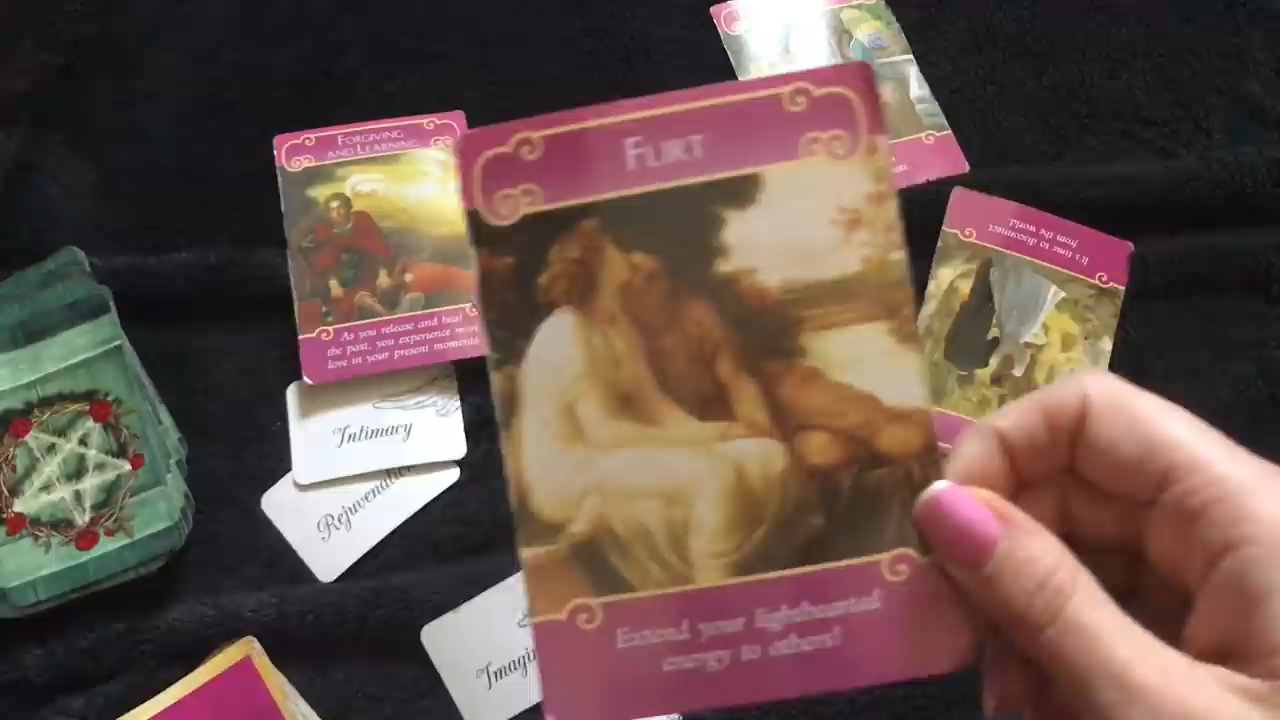 FORGIVING
AND LEARNING
As you release and heal
the past, you experience more
love in your present moments
Intimacy
Rejuvenation
FLIRT
Extend your lighthearted
energy to others!
It's time to disconnect
from the world.